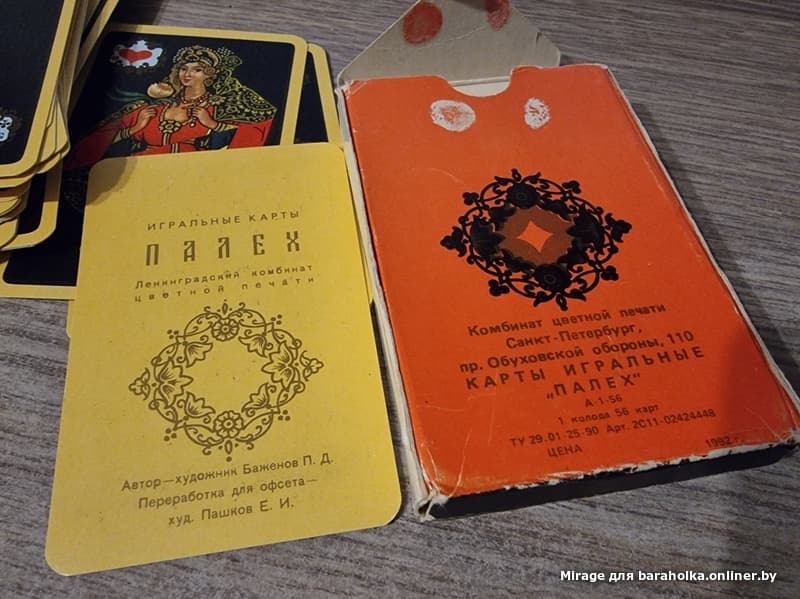 ИГРАЛЬНЫЕ КАРТЫ
ПАЛЕХ
Ленинградский комбинат
цветной печати
Автор—художник Баженов П. Д.
Переработка для офсета—
худ. Пашков Е. И.
Комбинат цветной печати
Санкт-Петербург,
пр. Обуховской обороны, 110
КАРТЫ ИГРАЛЬНЫЕ
„ПАЛЕХ“
А-1-56
1 колода 56 карт
ТУ 29.01-25-90 Арт. 2С11-02424448
ЦЕНА 1992 г.
Mirage для baraholka.onliner.by